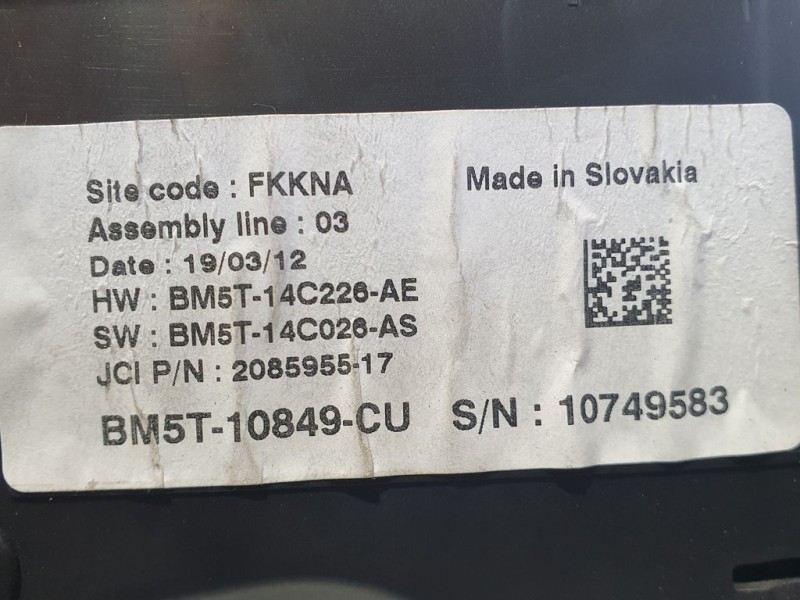 Site code : FKKNA
Made in Slovakia
Assembly line : 03
Date : 19/03/12
HW : BM5T-14C226-AE
SW : BM5T-14C026-AS
JCI P/N : 2085955-17
BM5T-10849-CU S/N : 10749583